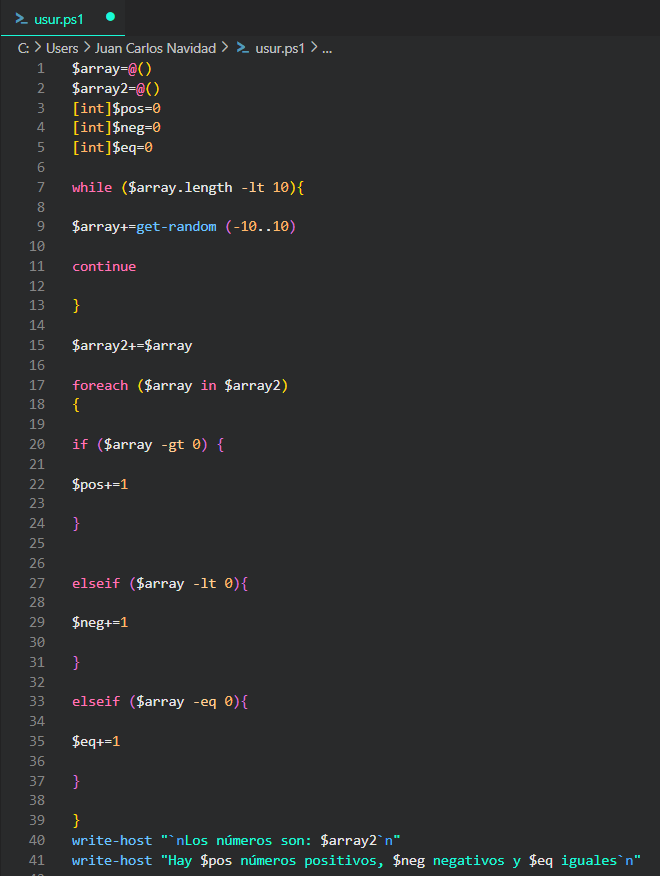 usur.ps1
C: > Users > Juan Carlos Navidad > usur.ps1 > ...
1 $array=@()
2 $array2=@()
3 [int]$pos=0
4 [int]$neg=0
5 [int]$eq=0
6
7 while ($array.length -lt 10){
8
9 $array+=get-random (-10..10)
10
11 continue
12
13 }
14
15 $array2+=$array
16
17 foreach ($array in $array2)
18 {
19
20 if ($array -gt 0) {
21
22 $pos+=1
23
24 }
25
26
27 elseif ($array -lt 0){
28
29 $neg+=1
30
31 }
32
33 elseif ($array -eq 0){
34
35 $eq+=1
36
37 }
38
39 }
40 write-host "`nLos números son: $array2`n"
41 write-host "Hay $pos números positivos, $neg negativos y $eq iguales`n"